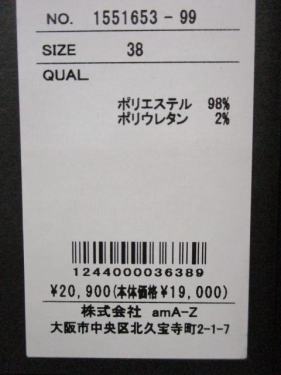 NO. 1551653-99
SIZE 38
QUAL
ポリエステル 98%
ポリウレタン 2%
1244000036389
¥20,900(本体価格¥19,000)
株式会社 amA-Z
大阪市中央区北久宝寺町2-1-7